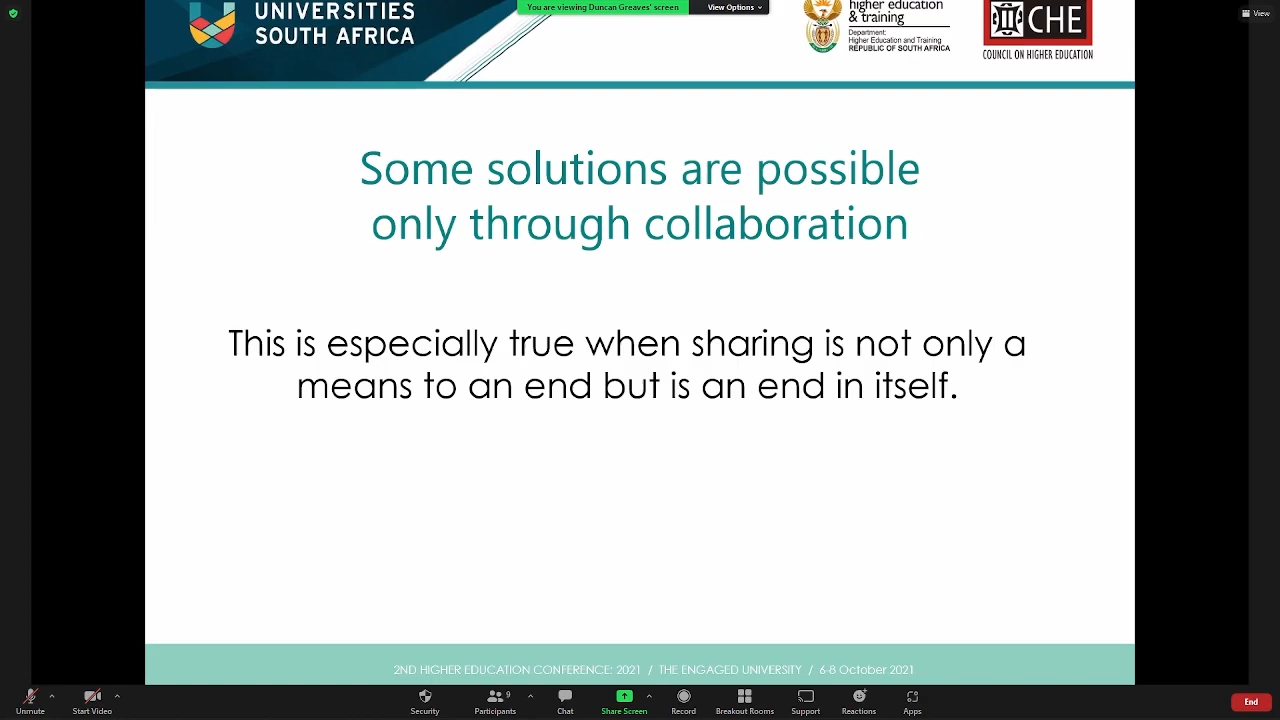 UNIVERSITIES
SOUTH AFRICA
You are viewing Duncan Greaves' screen
View Options
higher education
& training
Department:
Higher Education and Training
REPUBLIC OF SOUTH AFRICA
CHE
COUNCIL ON HIGHER EDUCATION
View
Some solutions are possible
only through collaboration
This is especially true when sharing is not only a
means to an end but is an end in itself.
2ND HIGHER EDUCATION CONFERENCE: 2021 / THE ENGAGED UNIVERSITY / 6-8 October 2021
Unmute
Start Video
Security
Participants
9
Chat
Share Screen
Record
Breakout Rooms
Support
Reactions
Apps
End